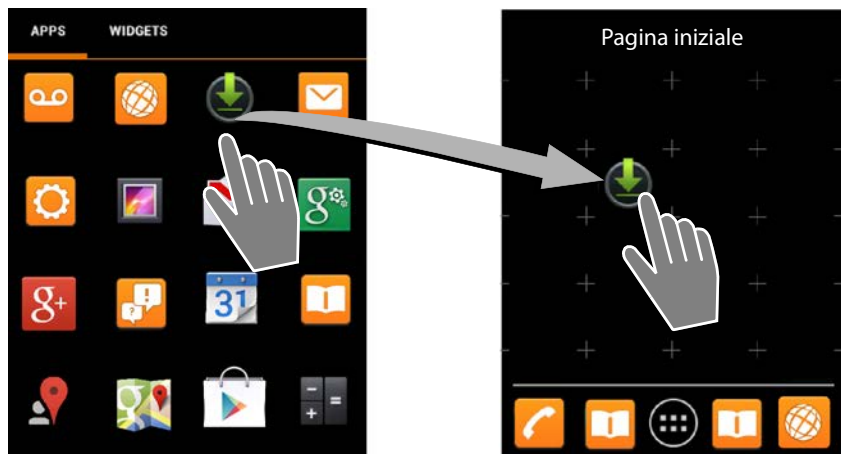 APPS WIDGETS
Pagina iniziale
g
g+
? !
31
g
- =
+